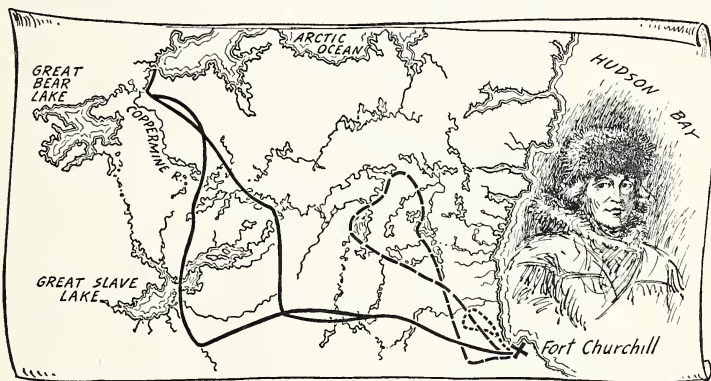 ARCTIC
OCEAN
HUDSON BAY
GREAT
BEAR
LAKE
COPPERMINE R.
GREAT SLAVE
LAKE
Fort Churchill